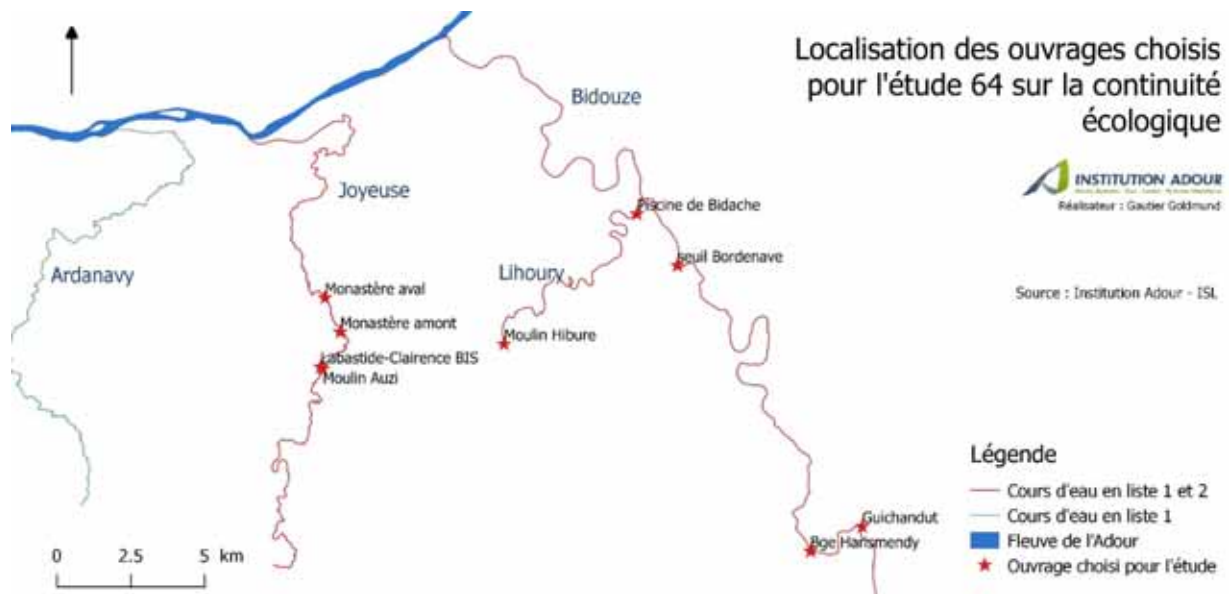 Localisation des ouvrages choisis
pour l'étude 64 sur la continuité
écologique
INSTITUTION ADOUR
Réalisateur : Gautier Goldmund
Source : Institution Adour - ISL
Bidouze
Joyeuse
Ardanavy
Lihoury
Piscine de Bidache
seuil Bordenave
Monastère aval
Monastère amont
Moulin Hibure
Labastide-Clairence BIS
Moulin Auzi
Guichandut
Bge Harismendy
0 2.5 5 km
Légende
Cours d'eau en liste 1 et 2
Cours d'eau en liste 1
Fleuve de l'Adour
Ouvrage choisi pour l'étude